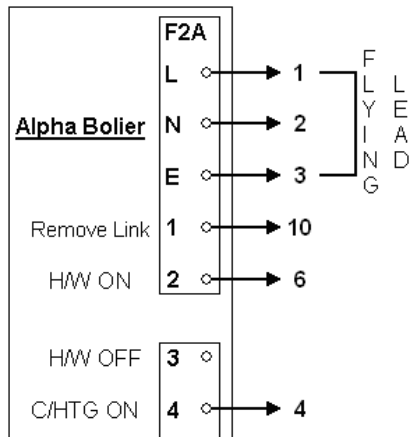 F2A
L 1
Alpha Bolier N 2
E 3
FLYING LEAD
Remove Link 1 10
H/W ON 2 6
H/W OFF 3
C/HTG ON 4 4